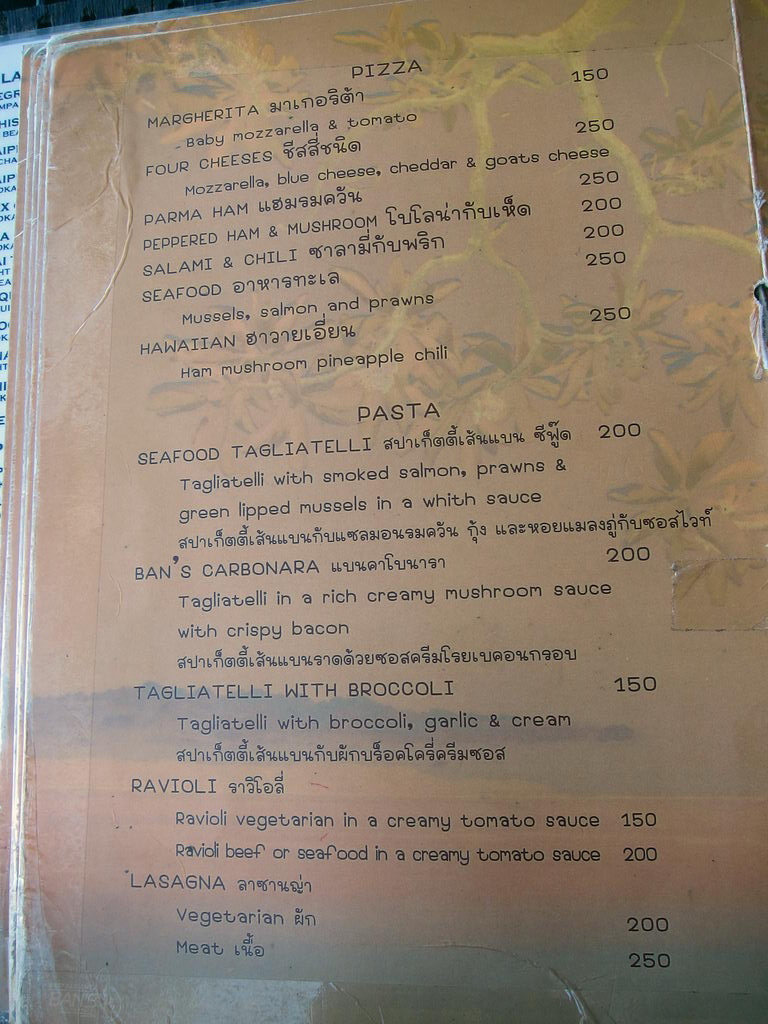 PIZZA
MARGHERITA มาเกอริต้า 150
Baby mozzarella & tomato
FOUR CHEESES ชีสสี่ชนิด 250
Mozzarella, blue cheese, cheddar & goats cheese
PARMA HAM แฮมรมควัน 250
PEPPERED HAM & MUSHROOM โบโลน่ากับเห็ด 200
SALAMI & CHILI ซาลามี่กับพริก 200
SEAFOOD อาหารทะเล 250
Mussels, salmon and prawns
HAWAIIAN ฮาวายเอี่ยน 250
Ham mushroom pineapple chili
PASTA
SEAFOOD TAGLIATELLI สปาเก็ตตี้เส้นแบน ซีฟู๊ด 200
Tagliatelli with smoked salmon, prawns &
green lipped mussels in a whith sauce
สปาเก็ตตี้เส้นแบนกับแซลมอนรมควัน กุ้ง และหอยแมลงภู่กับซอสไวท์
BAN'S CARBONARA แบนคาโบนารา 200
Tagliatelli in a rich creamy mushroom sauce
with crispy bacon
สปาเก็ตตี้เส้นแบนราดด้วยซอสครีมโรยเบคอนกรอบ
TAGLIATELLI WITH BROCCOLI 150
Tagliatelli with broccoli, garlic & cream
สปาเก็ตตี้เส้นแบนกับผักบร็อคโครี่ครีมซอส
RAVIOLI ราวิโอลี่
Ravioli vegetarian in a creamy tomato sauce 150
Ravioli beef or seafood in a creamy tomato sauce 200
LASAGNA ลาซานญ่า
Vegetarian ผัก 200
Meat เนื้อ 250